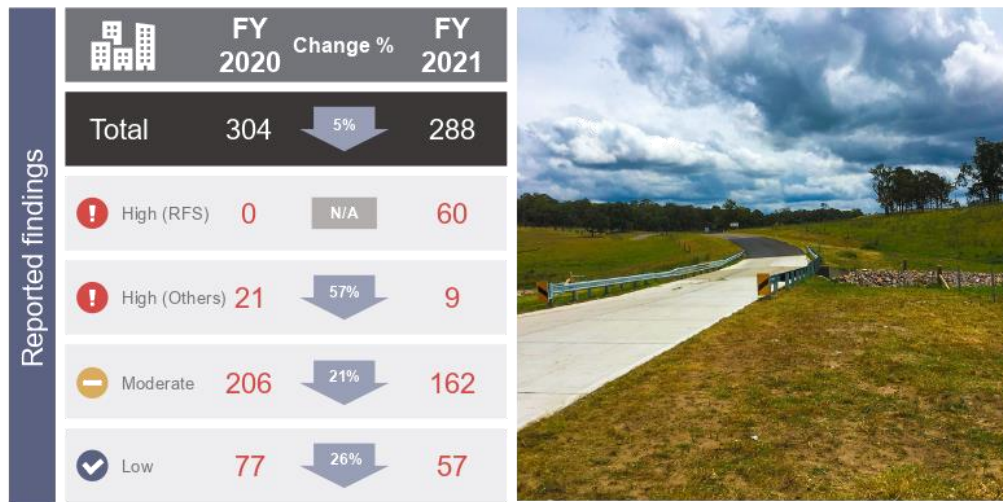 Reported findings
FY 2020 Change % FY 2021
Total 304 5% 288
High (RFS) 0 N/A 60
High (Others) 21 57% 9
Moderate 206 21% 162
Low 77 26% 57